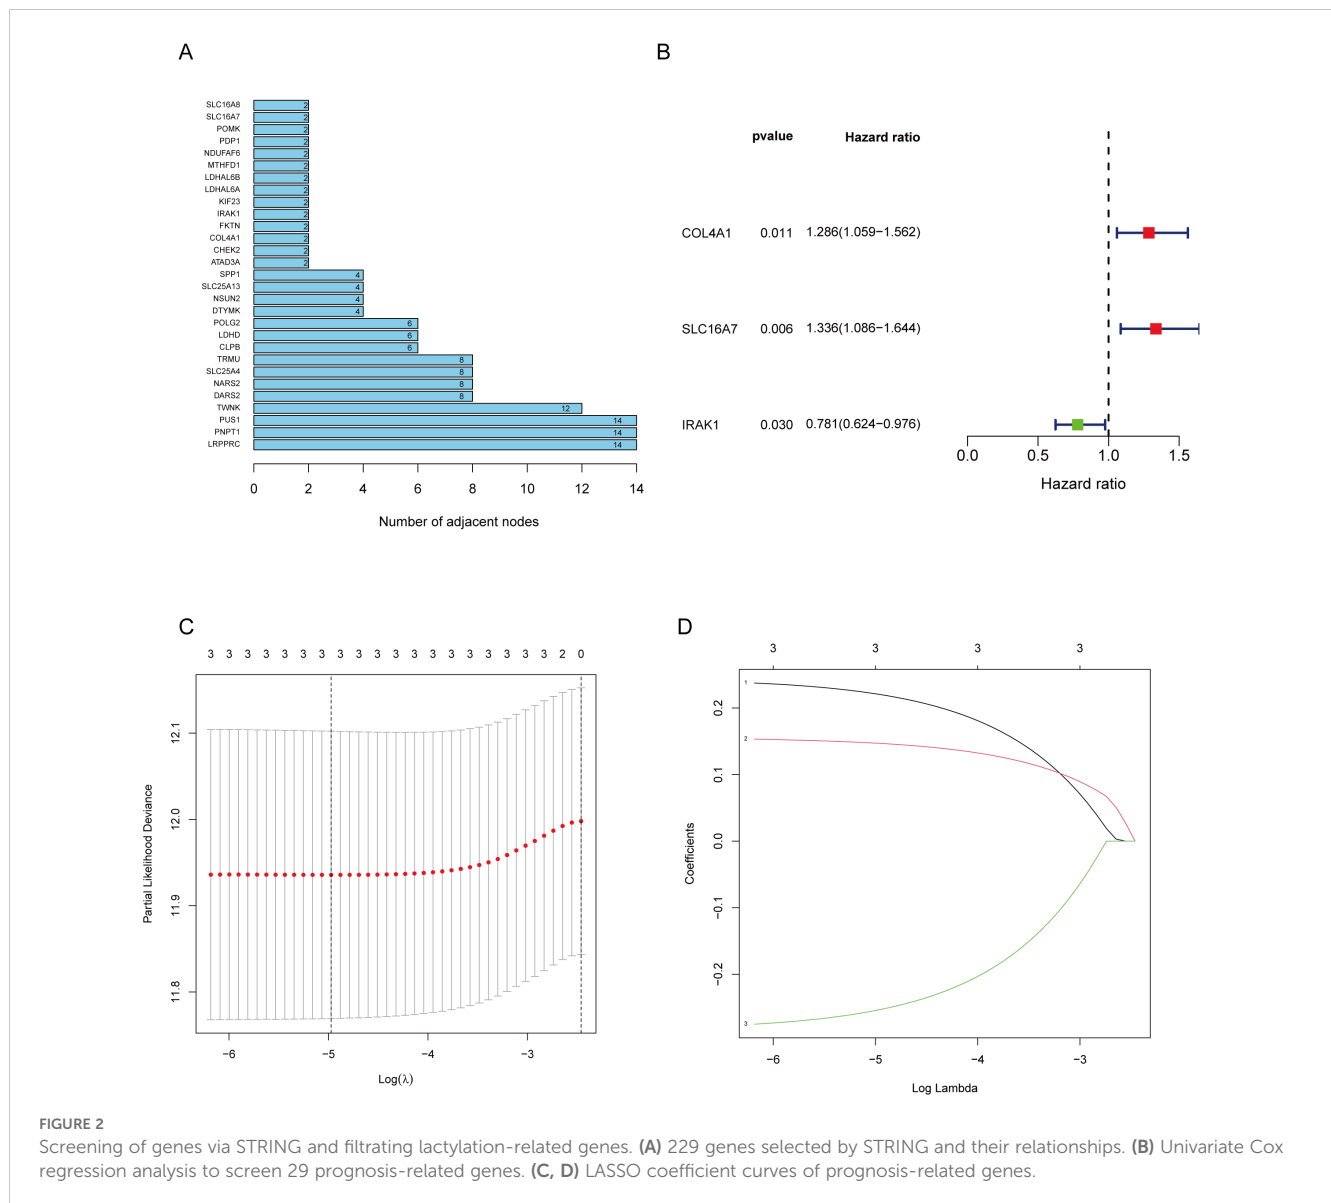 A
SLC16A8 2
SLC16A7 2
POMK 2
PDP1 2
NDUFAF6 2
MTHFD1 2
LDHAL6B 2
LDHAL6A 2
KIF23 2
IRAK1 2
FKTN 2
COL4A1 2
CHEK2 2
ATAD3A 2
SPP1 4
SLC25A13 4
NSUN2 4
DTYMK 4
POLG2 6
LDHD 6
CLPB 6
TRMU 8
SLC25A4 8
NARS2 8
DARS2 8
TWNK 12
PUS1 14
PNPT1 14
LRPPRC 14
0 2 4 6 8 10 12 14
Number of adjacent nodes
B
pvalue Hazard ratio
COL4A1 0.011 1.286(1.059−1.562)
SLC16A7 0.006 1.336(1.086−1.644)
IRAK1 0.030 0.781(0.624−0.976)
0.0 0.5 1.0 1.5
Hazard ratio
C
3 3 3 3 3 3 3 3 3 3 3 3 3 3 3 3 3 3 3 2 0
Partial Likelihood Deviance
12.1
12.0
11.9
11.8
−6 −5 −4 −3
Log(λ)
D
3 3 3 3
Coefficients
0.2
0.1
0.0
−0.1
−0.2
1
2
3
−6 −5 −4 −3
Log Lambda
FIGURE 2
Screening of genes via STRING and filtrating lactylation-related genes. (A) 229 genes selected by STRING and their relationships. (B) Univariate Cox
regression analysis to screen 29 prognosis-related genes. (C, D) LASSO coefficient curves of prognosis-related genes.